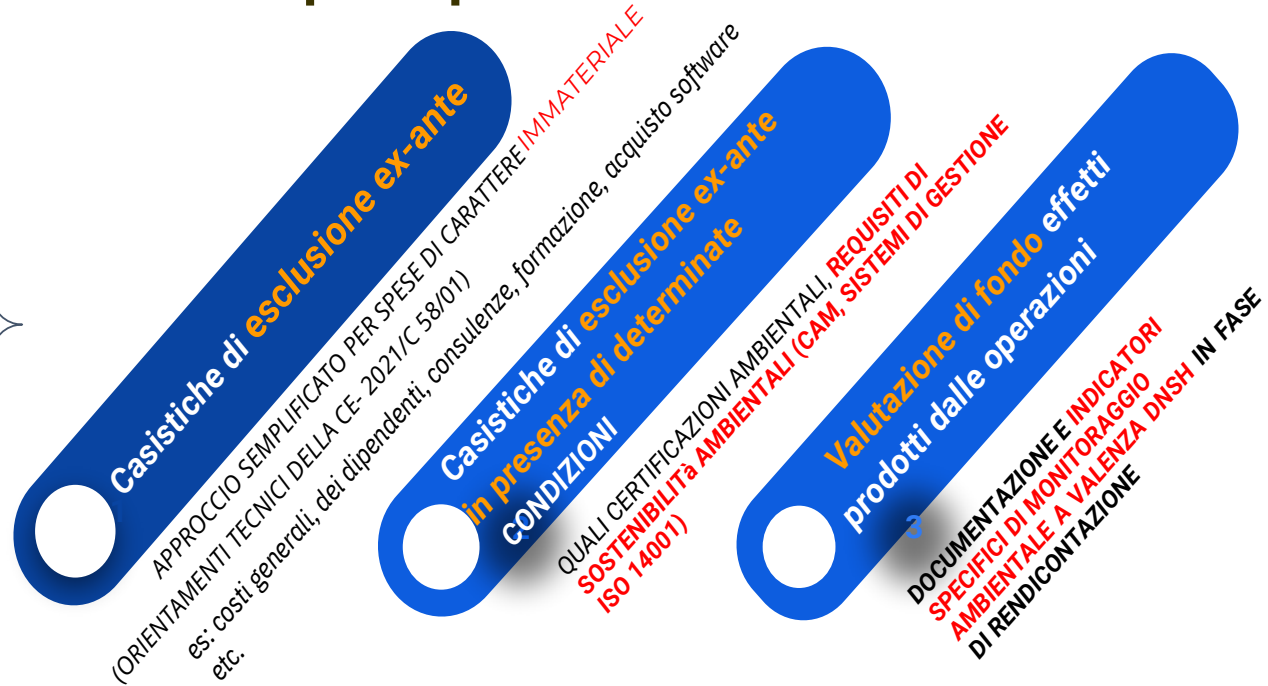 Casistiche di esclusione ex-ante
APPROCCIO SEMPLIFICATO PER SPESE DI CARATTERE IMMATERIALE
(ORIENTAMENTI TECNICI DELLA CE- 2021/C 58/01)
es: costi generali, dei dipendenti, consulenze, formazione, acquisto software
etc.
Casistiche di esclusione ex-ante
in presenza di determinate
CONDIZIONI
QUALI CERTIFICAZIONI AMBIENTALI, REQUISITI DI
SOSTENIBILITà AMBIENTALI (CAM, SISTEMI DI GESTIONE
ISO 14001)
Valutazione di fondo effetti
prodotti dalle operazioni
3
DOCUMENTAZIONE E INDICATORI
SPECIFICI DI MONITORAGGIO
AMBIENTALE A VALENZA DNSH IN FASE
DI RENDICONTAZIONE